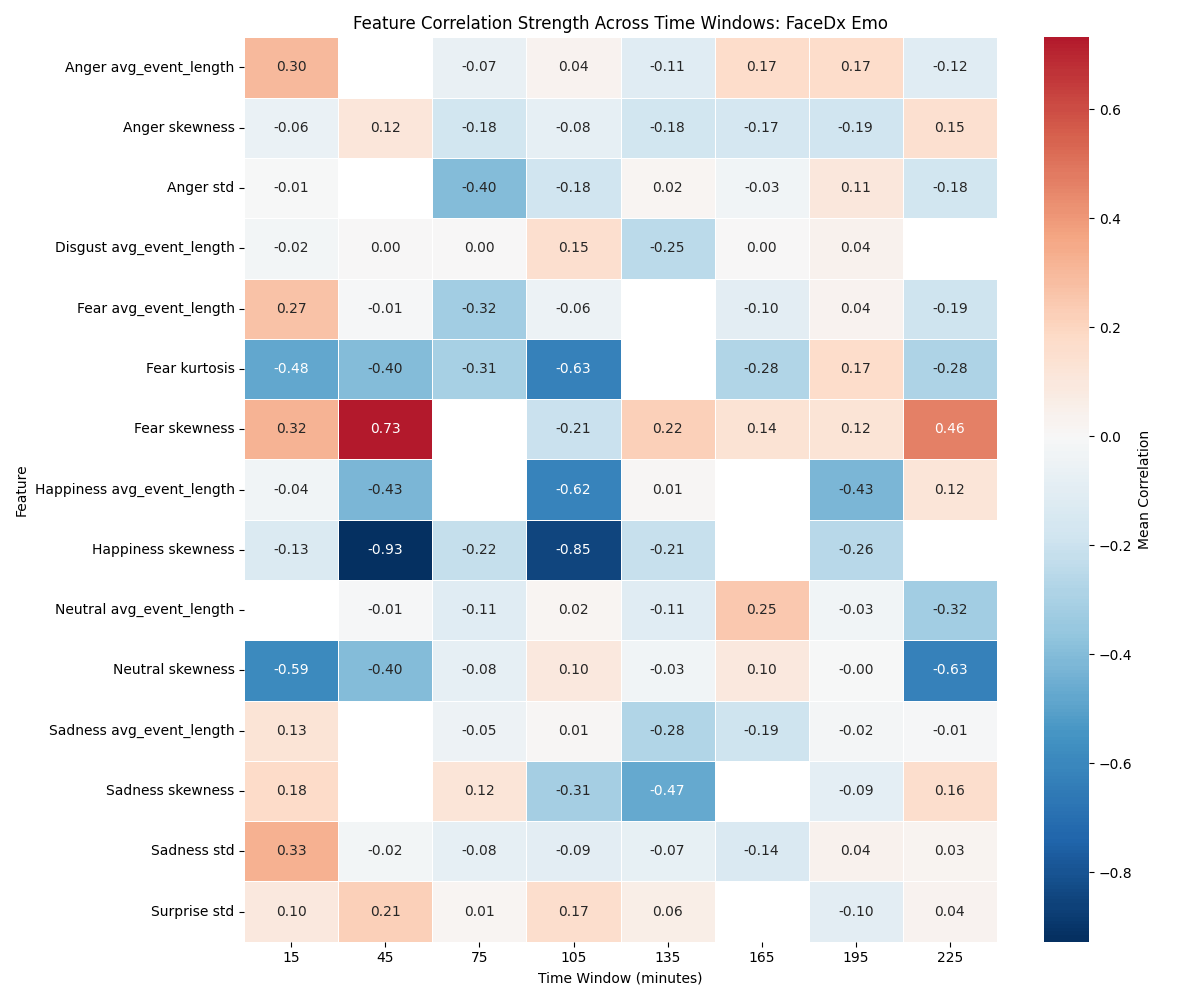 Feature Correlation Strength Across Time Windows: FaceDx Emo
Anger avg_event_length 0.30 -0.07 0.04 -0.11 0.17 0.17 -0.12
Anger skewness -0.06 0.12 -0.18 -0.08 -0.18 -0.17 -0.19 0.15
Anger std -0.01 -0.40 -0.18 0.02 -0.03 0.11 -0.18
Disgust avg_event_length -0.02 0.00 0.00 0.15 -0.25 0.00 0.04
Fear avg_event_length 0.27 -0.01 -0.32 -0.06 -0.10 0.04 -0.19
Fear kurtosis -0.48 -0.40 -0.31 -0.63 -0.28 0.17 -0.28
Fear skewness 0.32 0.73 -0.21 0.22 0.14 0.12 0.46
Happiness avg_event_length -0.04 -0.43 -0.62 0.01 -0.43 0.12
Happiness skewness -0.13 -0.93 -0.22 -0.85 -0.21 -0.26
Neutral avg_event_length -0.01 -0.11 0.02 -0.11 0.25 -0.03 -0.32
Neutral skewness -0.59 -0.40 -0.08 0.10 -0.03 0.10 -0.00 -0.63
Sadness avg_event_length 0.13 -0.05 0.01 -0.28 -0.19 -0.02 -0.01
Sadness skewness 0.18 0.12 -0.31 -0.47 -0.09 0.16
Sadness std 0.33 -0.02 -0.08 -0.09 -0.07 -0.14 0.04 0.03
Surprise std 0.10 0.21 0.01 0.17 0.06 -0.10 0.04
15 45 75 105 135 165 195 225
Time Window (minutes)
Feature
0.6
0.4
0.2
0.0
−0.2
−0.4
−0.6
−0.8
Mean Correlation